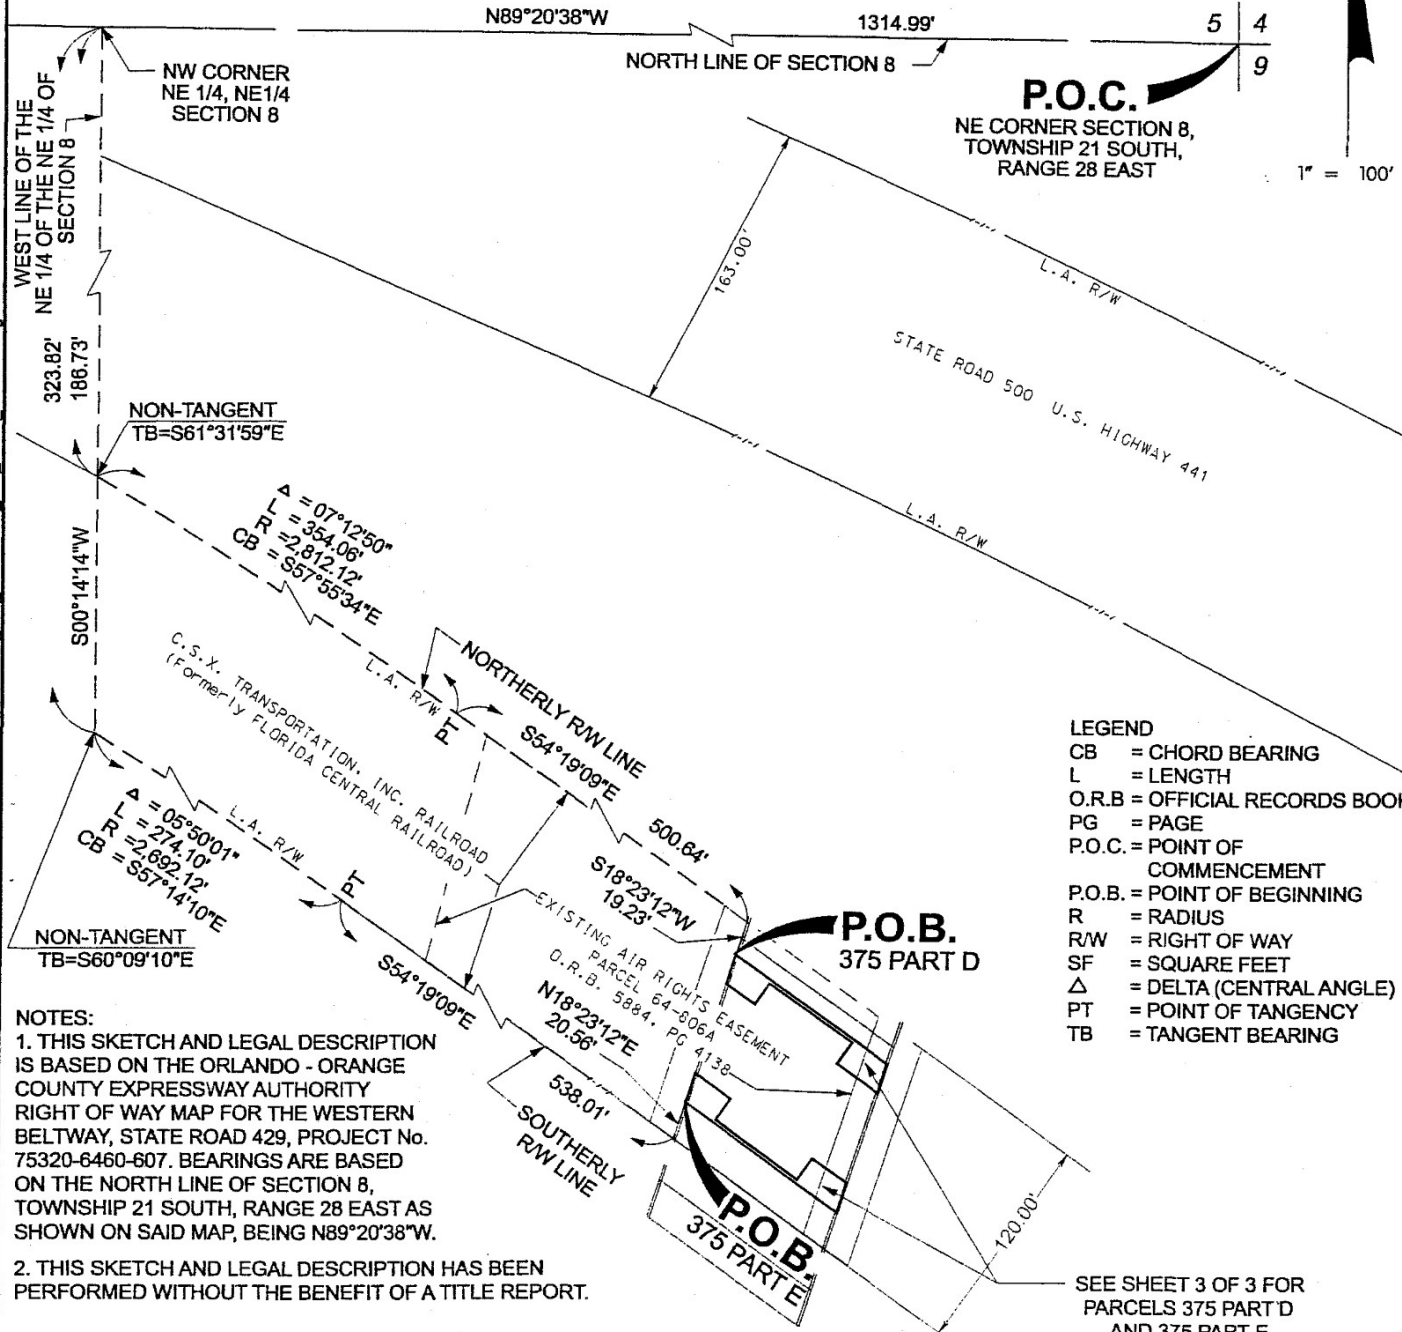 N89°20'38"W
1314.99'
5 4
9
NORTH LINE OF SECTION 8
NW CORNER
NE 1/4, NE1/4
SECTION 8
P.O.C.
NE CORNER SECTION 8,
TOWNSHIP 21 SOUTH,
RANGE 28 EAST
1" = 100'
WEST LINE OF THE
NE 1/4 OF THE NE 1/4 OF
SECTION 8
323.82'
186.73'
163.00'
L.A. R/W
STATE ROAD 500 U.S. HIGHWAY 441
L.A. R/W
NON-TANGENT
TB=S61°31'59"E
S00°14'14"W
Δ = 07°12'50"
L = 354.06'
R =2,812.12'
CB = S57°55'34"E
L.A. R/W
PT
NORTHERLY R/W LINE
S54°19'09"E
500.64'
C.S.X. TRANSPORTATION, INC. RAILROAD
(Formerly FLORIDA CENTRAL RAILROAD)
Δ = 05°50'01"
L = 274.10'
R =2,692.12'
CB = S57°14'10"E
L.A. R/W
PT
NON-TANGENT
TB=S60°09'10"E
S54°19'09"E
S18°23'12"W
19.23'
EXISTING AIR RIGHTS EASEMENT
PARCEL 64-806A
O.R.B. 5884, PG 4138
N18°23'12"E
20.56'
538.01'
SOUTHERLY
R/W LINE
P.O.B.
375 PART D
P.O.B.
375 PART E
120.00'
LEGEND
CB = CHORD BEARING
L = LENGTH
O.R.B = OFFICIAL RECORDS BOOK
PG = PAGE
P.O.C. = POINT OF
COMMENCEMENT
P.O.B. = POINT OF BEGINNING
R = RADIUS
R/W = RIGHT OF WAY
SF = SQUARE FEET
Δ = DELTA (CENTRAL ANGLE)
PT = POINT OF TANGENCY
TB = TANGENT BEARING
NOTES:
1. THIS SKETCH AND LEGAL DESCRIPTION
IS BASED ON THE ORLANDO - ORANGE
COUNTY EXPRESSWAY AUTHORITY
RIGHT OF WAY MAP FOR THE WESTERN
BELTWAY, STATE ROAD 429, PROJECT No.
75320-6460-607. BEARINGS ARE BASED
ON THE NORTH LINE OF SECTION 8,
TOWNSHIP 21 SOUTH, RANGE 28 EAST AS
SHOWN ON SAID MAP, BEING N89°20'38"W.
2. THIS SKETCH AND LEGAL DESCRIPTION HAS BEEN
PERFORMED WITHOUT THE BENEFIT OF A TITLE REPORT.
SEE SHEET 3 OF 3 FOR
PARCELS 375 PART D
AND 375 PART E